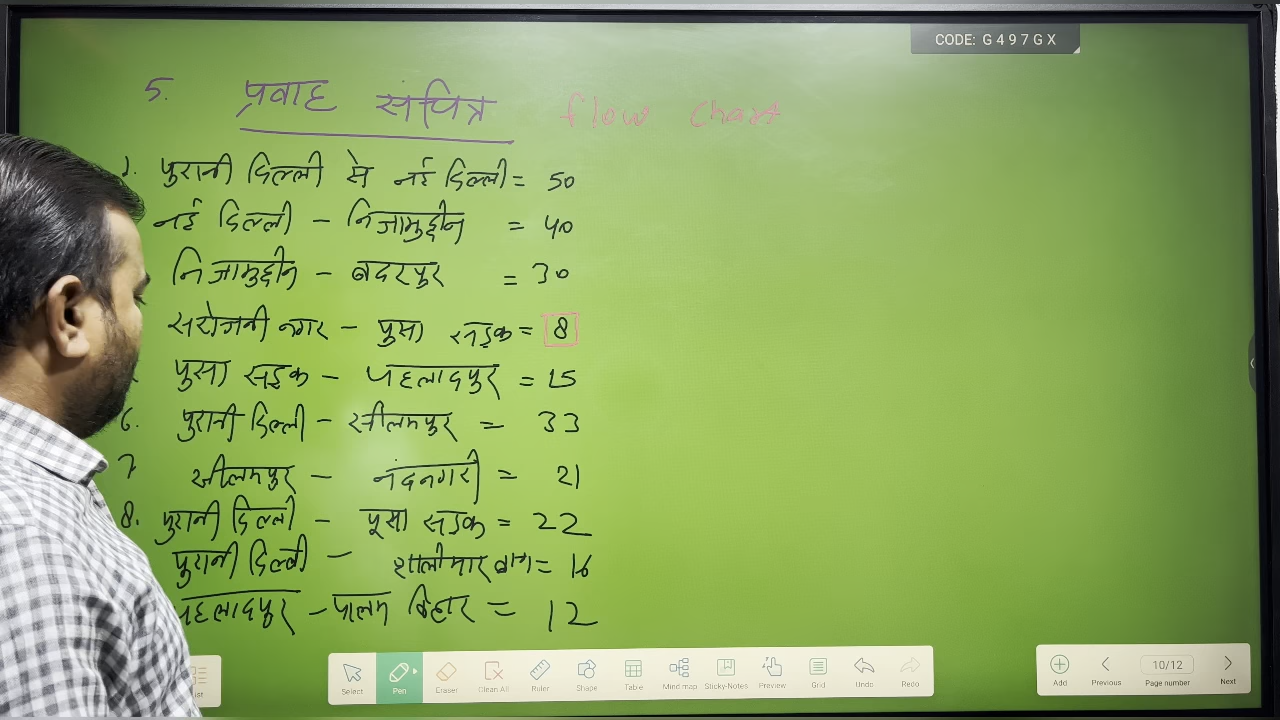 CODE: G497GX
5. प्रवाह संचित्र flow chart
1. पुरानी दिल्ली से नई दिल्ली = 50
नई दिल्ली - निजामुद्दीन = 40
निजामुद्दीन - बदरपुर = 30
सरोजनी नगर - पुसा सड़क = 8
पुसा सड़क - पहलादपुर = 15
6. पुरानी दिल्ली - सीलमपुर = 33
7 सीलमपुर - नंदनगरी = 21
8. पुरानी दिल्ली - पूसा सड़क = 22
पुरानी दिल्ली - शालीमार बाग = 16
पहलादपुर - पालम विहार = 12
Select Pen Eraser Clean All Ruler Shape Table Mind map Sticky-Notes Preview Grid Undo Redo
10/12
Add Previous Page number Next